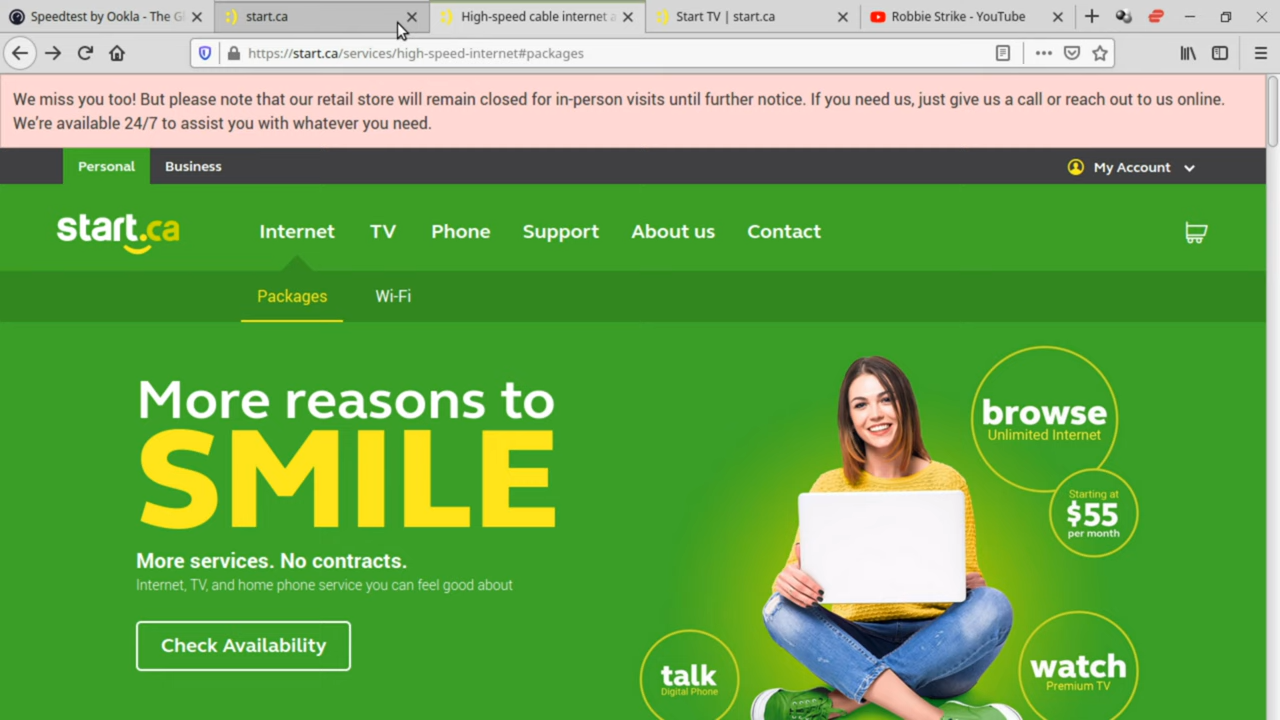 Speedtest by Ookla - The Gl
start.ca
High-speed cable internet a
Start TV | start.ca
Robbie Strike - YouTube
https://start.ca/services/high-speed-internet#packages
We miss you too! But please note that our retail store will remain closed for in-person visits until further notice. If you need us, just give us a call or reach out to us online.
We're available 24/7 to assist you with whatever you need.
Personal
Business
My Account
start.ca
Internet
TV
Phone
Support
About us
Contact
Packages
Wi-Fi
More reasons to
SMILE
More services. No contracts.
Internet, TV, and home phone service you can feel good about
Check Availability
browse
Unlimited Internet
Starting at
$55
per month
talk
Digital Phone
watch
Premium TV